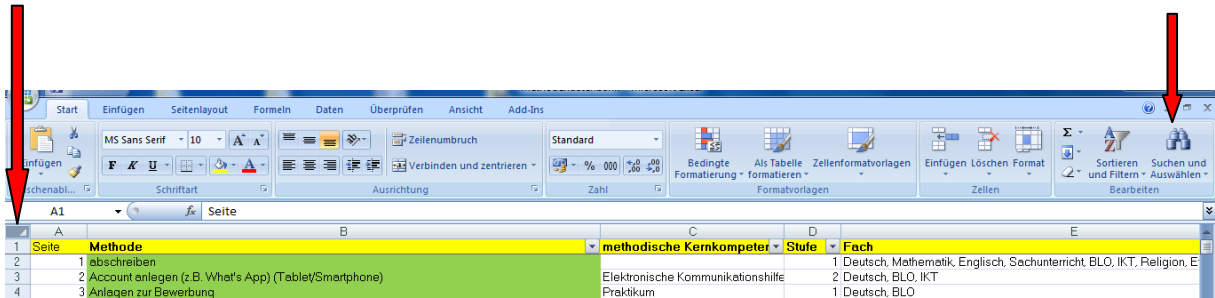 Start Einfügen Seitenlayout Formeln Daten Überprüfen Ansicht Add-Ins
MS Sans Serif 10 A A Zeilenumbruch Standard
Einfügen F K U A Verbinden und zentrieren % 000
Bedingte Formatierung Als Tabelle formatieren Zellenformatvorlagen Einfügen Löschen Format Σ Sortieren und Filtern Suchen und Auswählen
Schriftart Ausrichtung Zahl Formatvorlagen Zellen Bearbeiten
A1 fx Seite
A B C D E
1 Seite Methode methodische Kernkompeter Stufe Fach
2 1 abschreiben 1 Deutsch, Mathematik, Englisch, Sachunterricht, BLO, IKT, Religion, E
3 2 Account anlegen (z.B. What's App) (Tablet/Smartphone) Elektronische Kommunikationshilfe 2 Deutsch, BLO, IKT
4 3 Anlagen zur Bewerbung Praktikum 1 Deutsch, BLO